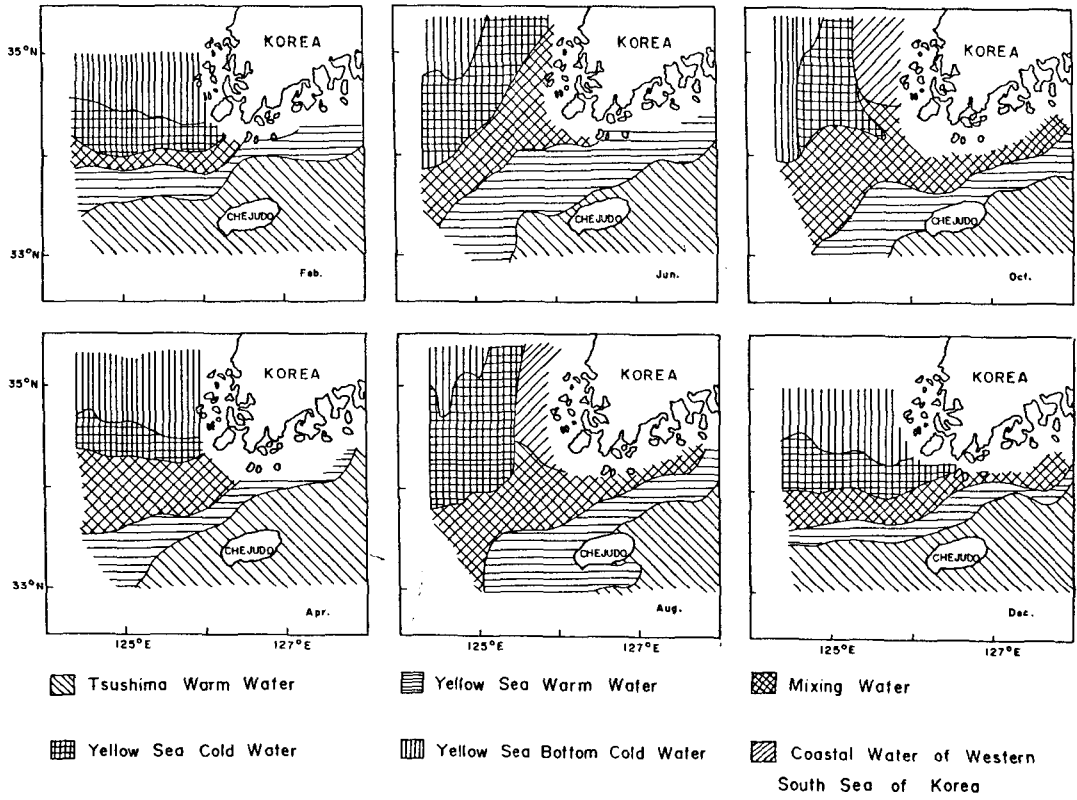 35°N
KOREA
KOREA
KOREA
CHEJUDO
CHEJUDO
CHEJUDO
33°N
Feb.
Jun.
Oct.
35°N
KOREA
KOREA
KOREA
CHEJUDO
CHEJUDO
CHEJUDO
33°N
Apr.
Aug.
Dec.
125°E 127°E 125°E 127°E 125°E 127°E
Tsushima Warm Water
Yellow Sea Warm Water
Mixing Water
Yellow Sea Cold Water
Yellow Sea Bottom Cold Water
Coastal Water of Western
South Sea of Korea